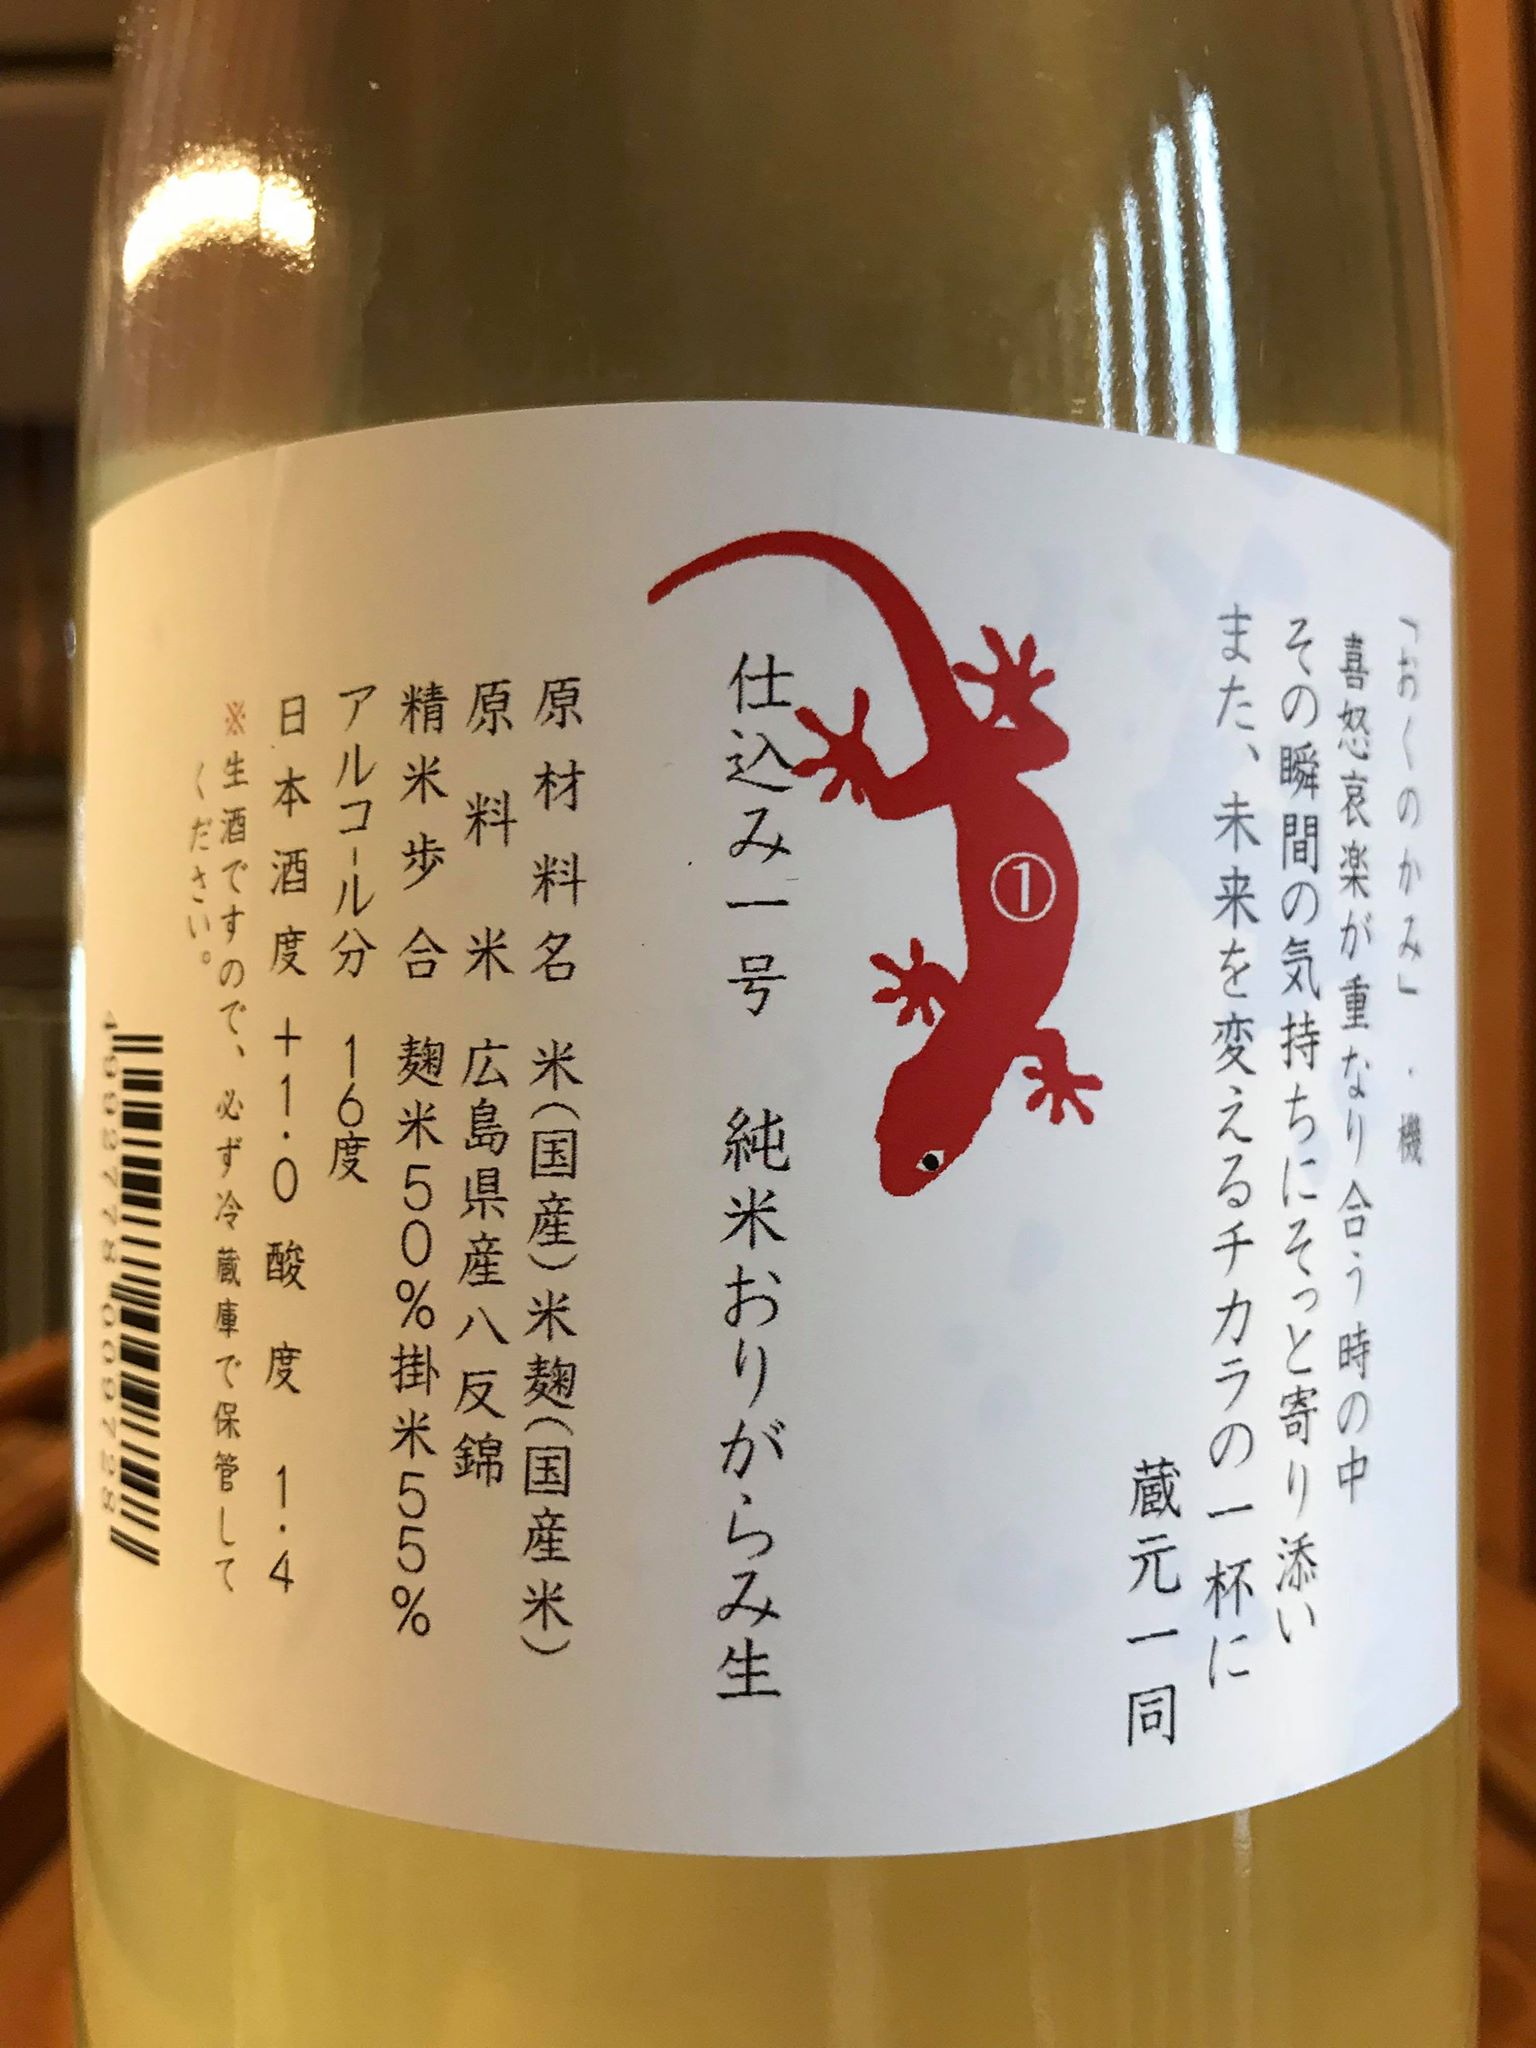 「おくのかみ」・機
喜怒哀楽が重なり合う時の中
その瞬間の気持ちにそっと寄り添い
また、未来を変えるチカラの一杯に
蔵元一同
①
仕込み一号 純米おりがらみ生
原材料名 米(国産)米麹(国産米)
原料米 広島県産八反錦
精米歩合 麹米50%掛米55%
アルコール分 16度
日本酒度 +1.0 酸度 1.4
※生酒ですので、必ず冷蔵庫で保管して
ください。